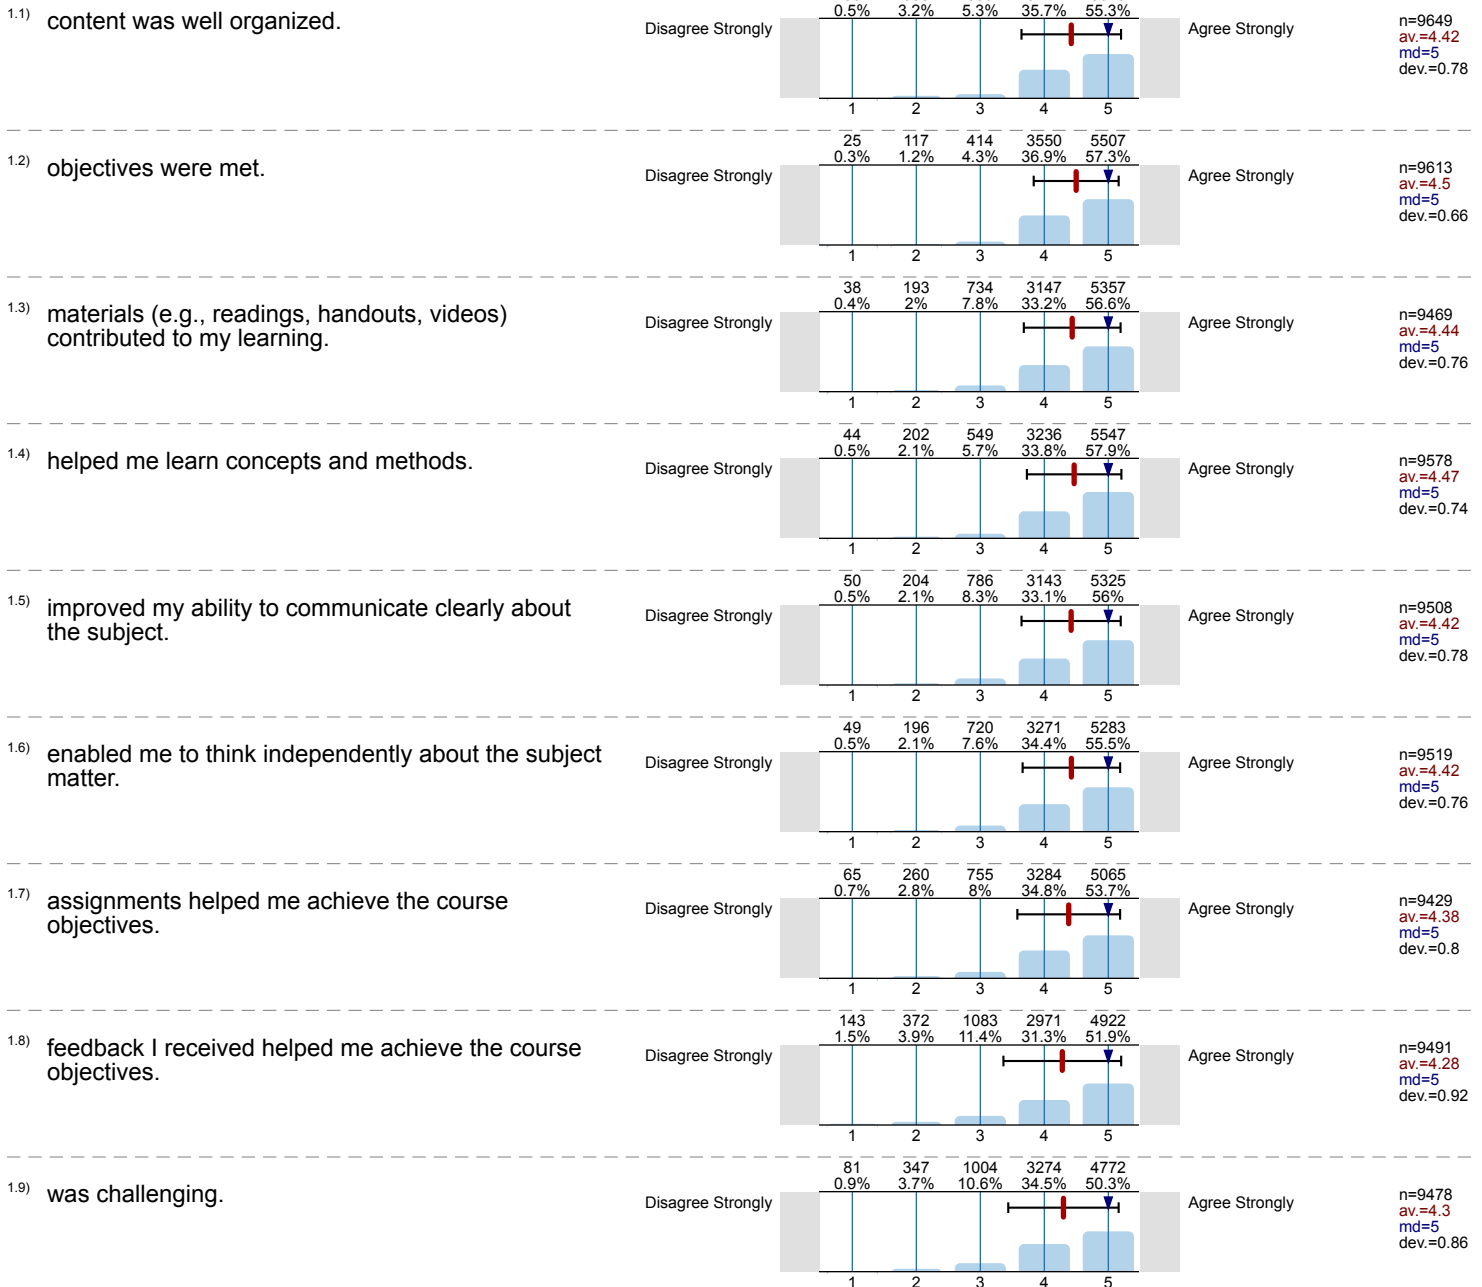 1.1) content was well organized.
Disagree Strongly
0.5% 3.2% 5.3% 35.7% 55.3%
1 2 3 4 5
Agree Strongly
n=9649
av.=4.42
md=5
dev.=0.78
1.2) objectives were met.
Disagree Strongly
25 117 414 3550 5507
0.3% 1.2% 4.3% 36.9% 57.3%
1 2 3 4 5
Agree Strongly
n=9613
av.=4.5
md=5
dev.=0.66
1.3) materials (e.g., readings, handouts, videos)
contributed to my learning.
Disagree Strongly
38 193 734 3147 5357
0.4% 2% 7.8% 33.2% 56.6%
1 2 3 4 5
Agree Strongly
n=9469
av.=4.44
md=5
dev.=0.76
1.4) helped me learn concepts and methods.
Disagree Strongly
44 202 549 3236 5547
0.5% 2.1% 5.7% 33.8% 57.9%
1 2 3 4 5
Agree Strongly
n=9578
av.=4.47
md=5
dev.=0.74
1.5) improved my ability to communicate clearly about
the subject.
Disagree Strongly
50 204 786 3143 5325
0.5% 2.1% 8.3% 33.1% 56%
1 2 3 4 5
Agree Strongly
n=9508
av.=4.42
md=5
dev.=0.78
1.6) enabled me to think independently about the subject
matter.
Disagree Strongly
49 196 720 3271 5283
0.5% 2.1% 7.6% 34.4% 55.5%
1 2 3 4 5
Agree Strongly
n=9519
av.=4.42
md=5
dev.=0.76
1.7) assignments helped me achieve the course
objectives.
Disagree Strongly
65 260 755 3284 5065
0.7% 2.8% 8% 34.8% 53.7%
1 2 3 4 5
Agree Strongly
n=9429
av.=4.38
md=5
dev.=0.8
1.8) feedback I received helped me achieve the course
objectives.
Disagree Strongly
143 372 1083 2971 4922
1.5% 3.9% 11.4% 31.3% 51.9%
1 2 3 4 5
Agree Strongly
n=9491
av.=4.28
md=5
dev.=0.92
1.9) was challenging.
Disagree Strongly
81 347 1004 3274 4772
0.9% 3.7% 10.6% 34.5% 50.3%
1 2 3 4 5
Agree Strongly
n=9478
av.=4.3
md=5
dev.=0.86